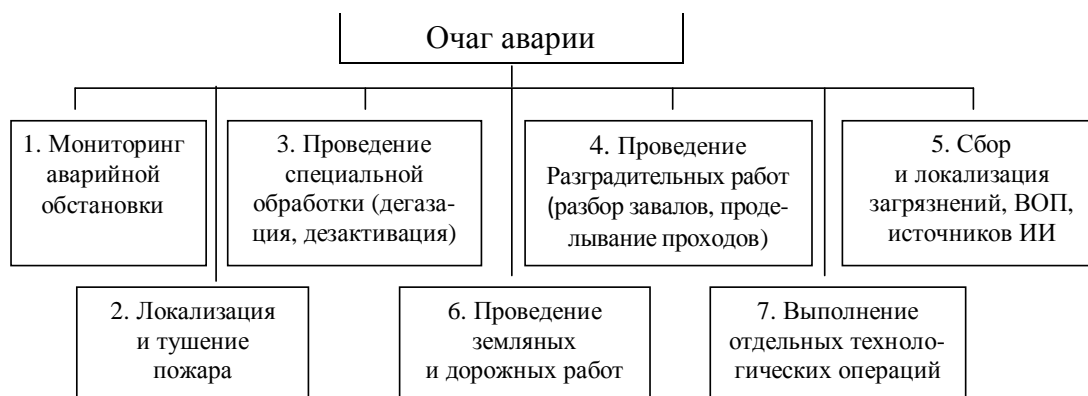 Очаг аварии
1. Мониторинг
аварийной
обстановки
3. Проведение
специальной
обработки (дегаза-
ция, дезактивация)
4. Проведение
Разградительных работ
(разбор завалов, проде-
лывание проходов)
5. Сбор
и локализация
загрязнений, ВОП,
источников ИИ
2. Локализация
и тушение
пожара
6. Проведение
земляных
и дорожных работ
7. Выполнение
отдельных техноло-
гических операций